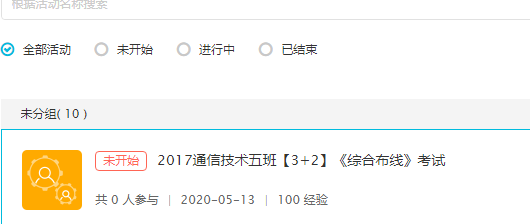 根据活动名称搜索
全部活动 未开始 进行中 已结束
未分组( 10 )
未开始 2017通信技术五班【3+2】《综合布线》考试
共 0 人参与 | 2020-05-13 | 100 经验